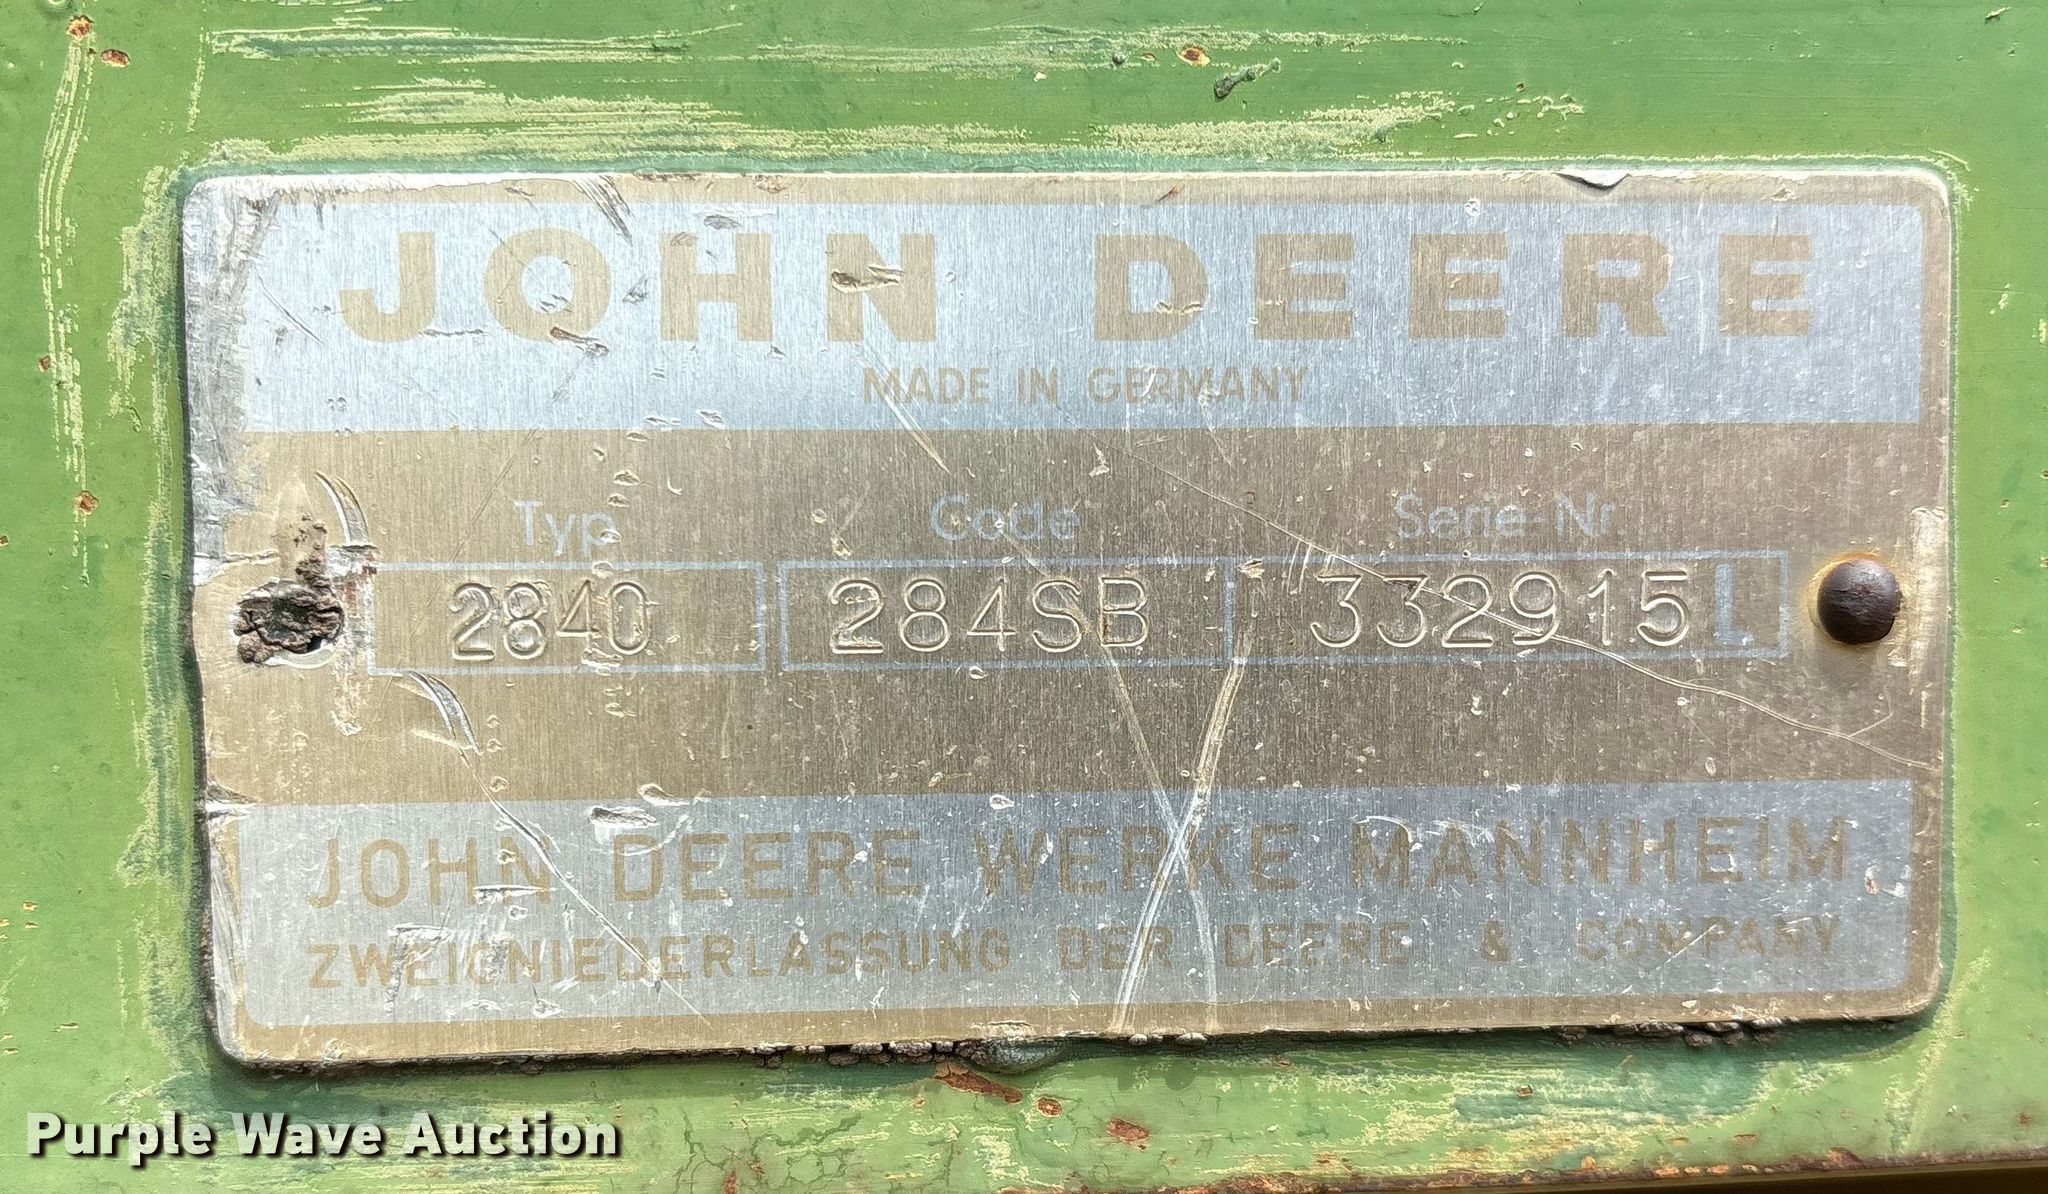 JOHN DEERE
MADE IN GERMANY
Typ Code Serie-Nr
2840 284SB 332915 L
JOHN DEERE WERKE MANNHEIM
ZWEIGNIEDERLASSUNG DER DEERE & COMPANY
Purple Wave Auction